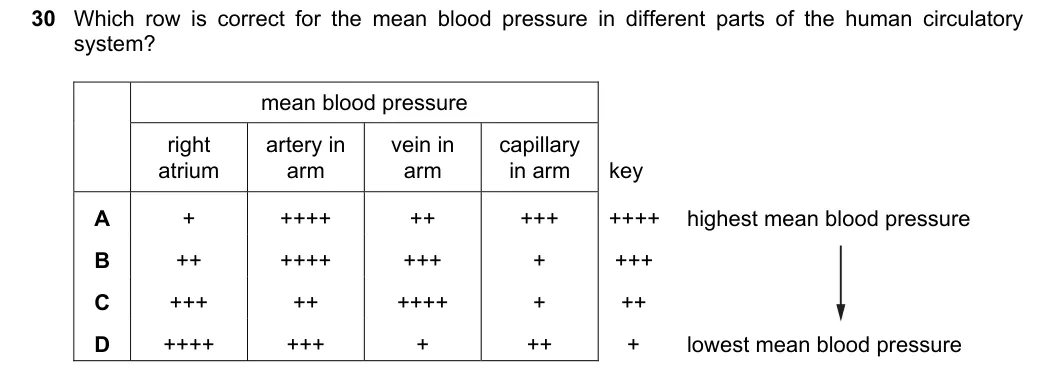 30 Which row is correct for the mean blood pressure in different parts of the human circulatory
system?
mean blood pressure
right atrium artery in arm vein in arm capillary in arm key
A + ++++ ++ +++ ++++ highest mean blood pressure
B ++ ++++ +++ + +++
C +++ ++ ++++ + ++
D ++++ +++ + ++ + lowest mean blood pressure